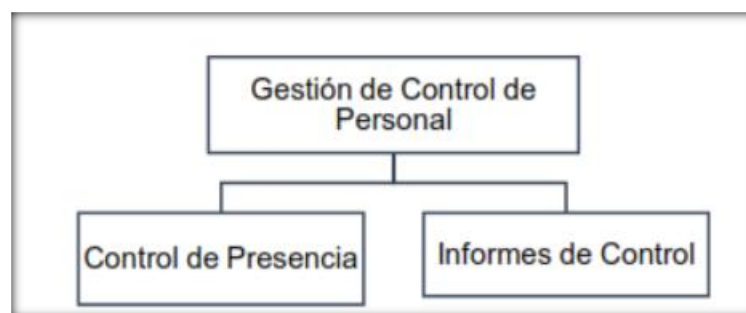 Gestión de Control de
Personal
Control de Presencia
Informes de Control